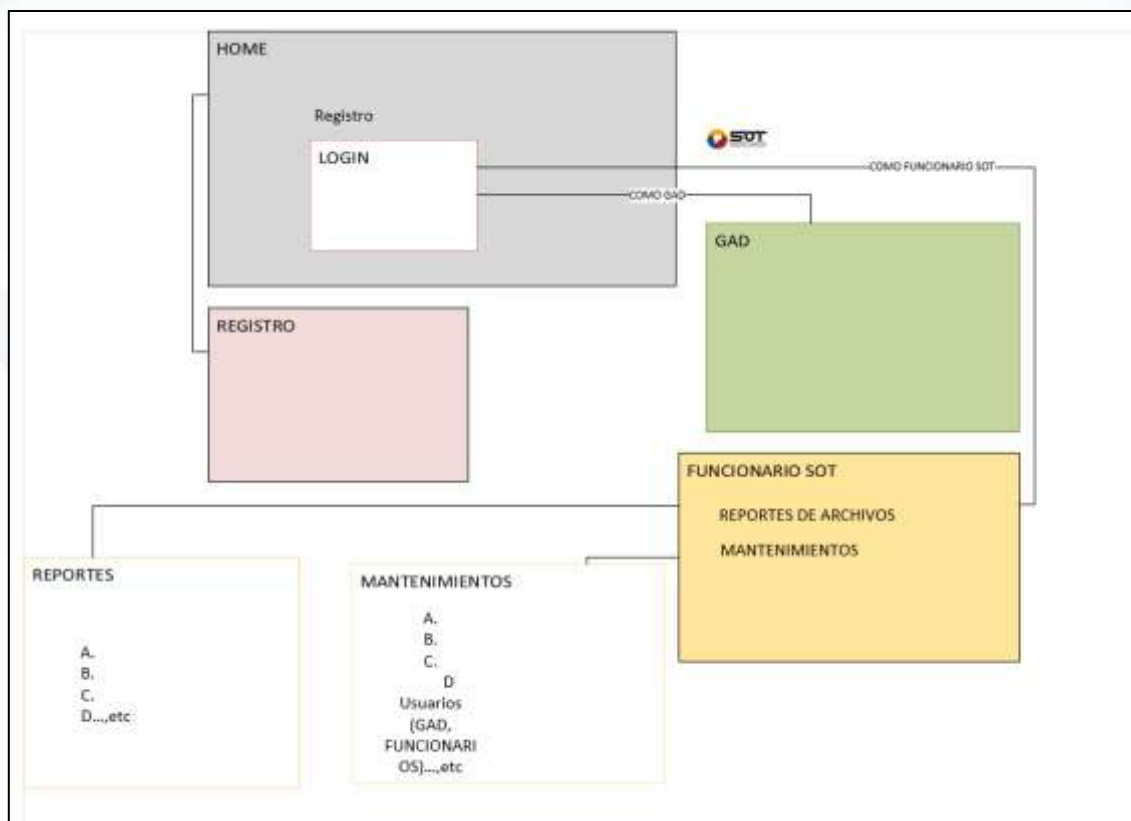 HOME
Registro
LOGIN
SOT
COMO FUNCIONARIO SOT
COMO GAD
GAD
REGISTRO
FUNCIONARIO SOT
REPORTES DE ARCHIVOS
MANTENIMIENTOS
REPORTES
A.
B.
C.
D...,etc
MANTENIMIENTOS
A.
B.
C.
D
Usuarios
(GAD,
FUNCIONARI
OS)...,etc